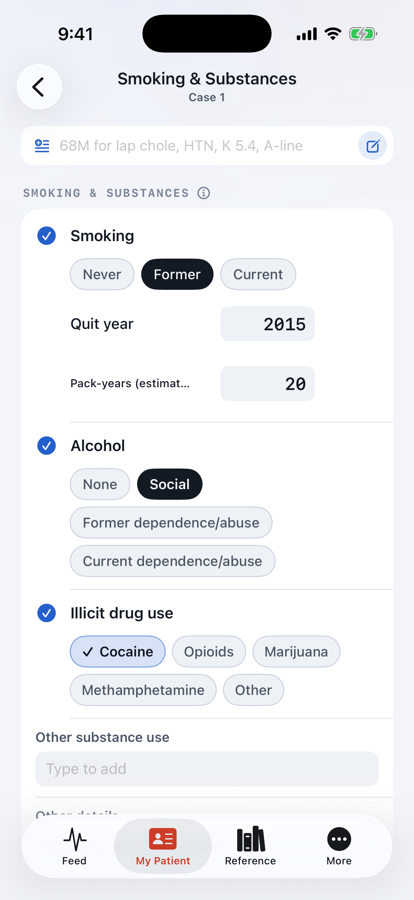 9:41
Smoking & Substances
Case 1
68M for lap chole, HTN, K 5.4, A-line
SMOKING & SUBSTANCES
Smoking
Never Former Current
Quit year 2015
Pack-years (estimat... 20
Alcohol
None Social
Former dependence/abuse
Current dependence/abuse
Illicit drug use
✓ Cocaine Opioids Marijuana
Methamphetamine Other
Other substance use
Type to add
Other details
Feed My Patient Reference More